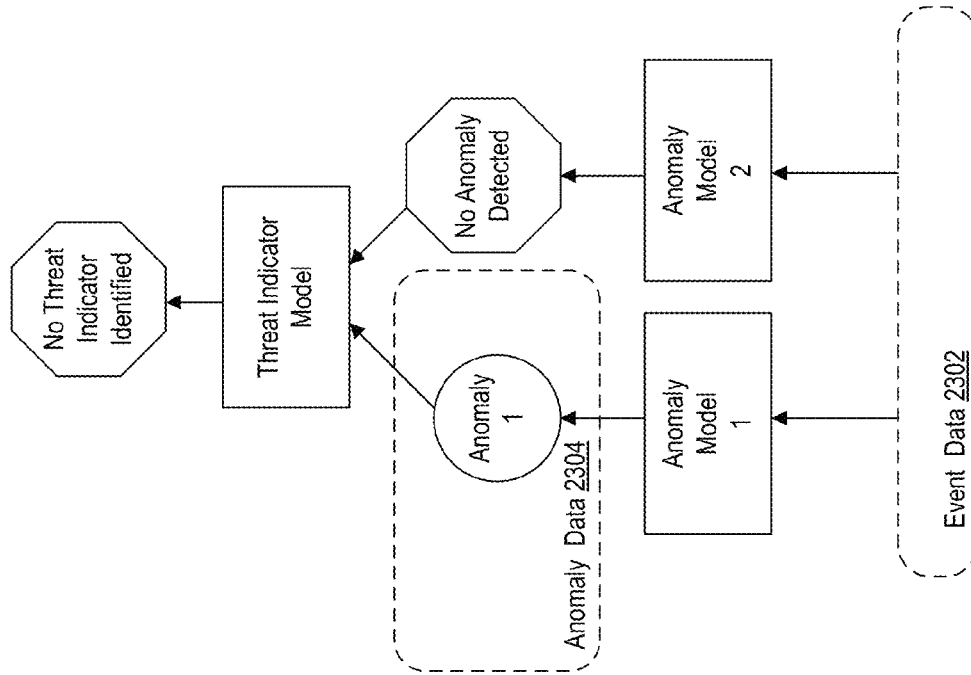 No Threat
Indicator
Identified
Threat Indicator
Model
No Anomaly
Detected
Anomaly
1
Anomaly Data 2304
Anomaly
Model
1
Anomaly
Model
2
Event Data 2302